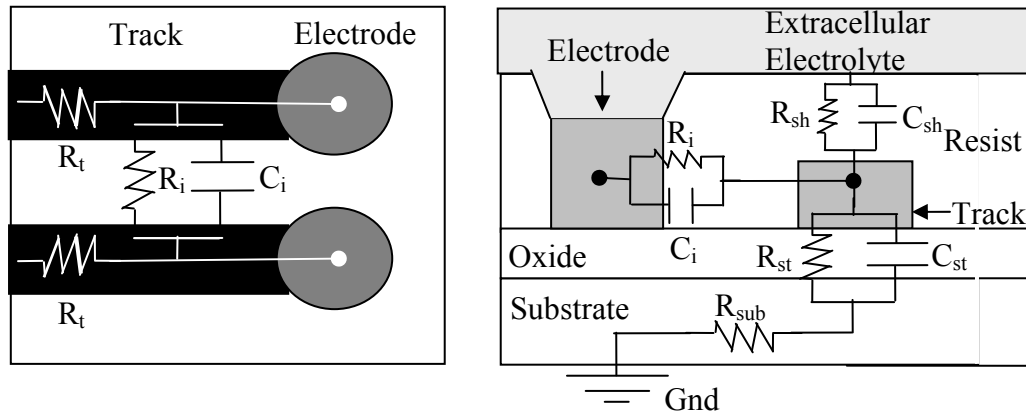 Track
Electrode
R_t
R_i
C_i
R_t
Extracellular
Electrolyte
Electrode
R_sh
C_sh
Resist
R_i
Track
C_i
Oxide
R_st
C_st
Substrate
R_sub
Gnd